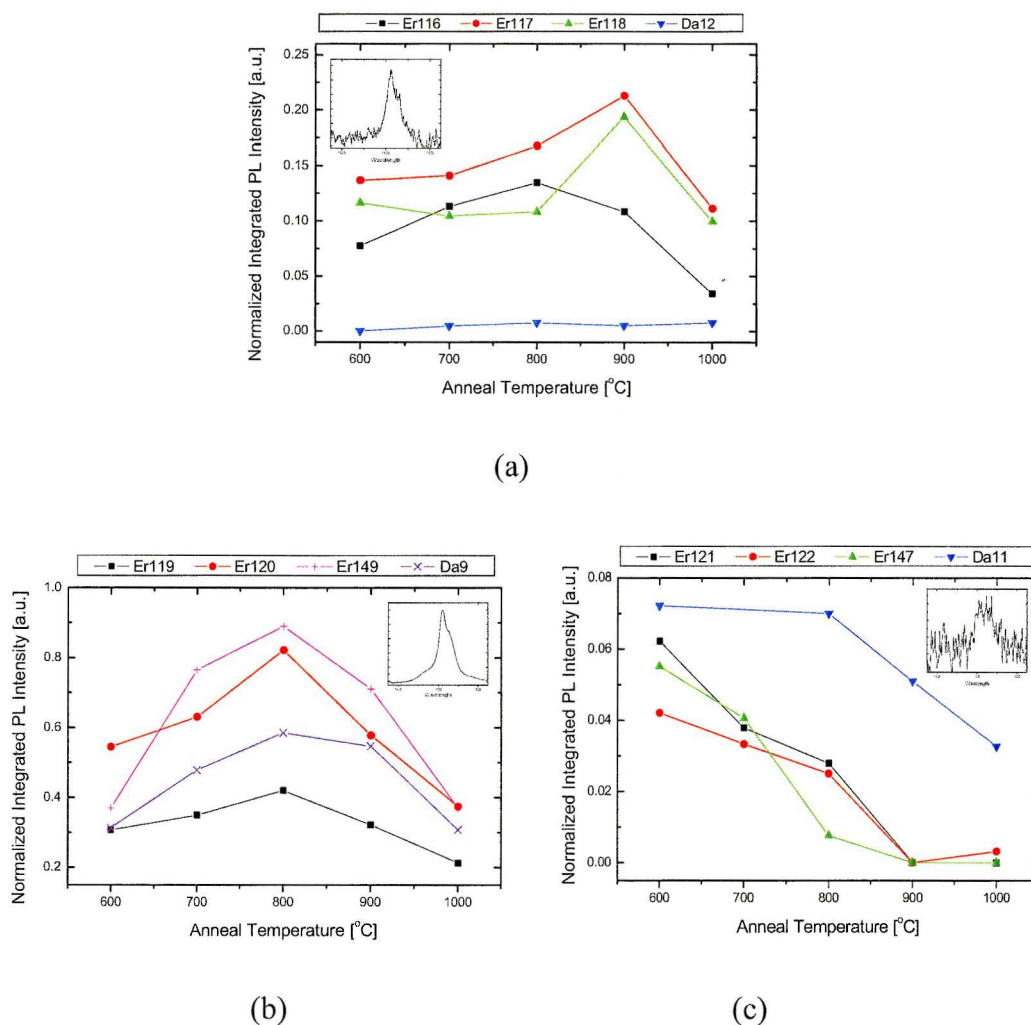 Er116 Er117 Er118 Da12
Normalized Integrated PL Intensity [a.u.]
0.25
0.20
0.15
0.10
0.05
0.00
Wavelength
600 700 800 900 1000
Anneal Temperature [°C]
(a)
Er119 Er120 Er149 Da9
Normalized Integrated PL Intensity [a.u.]
1.0
0.8
0.6
0.4
0.2
Wavelength
600 700 800 900 1000
Anneal Temperature [°C]
(b)
Er121 Er122 Er147 Da11
Normalized Integrated PL Intensity [a.u.]
0.08
0.06
0.04
0.02
0.00
Wavelength
600 700 800 900 1000
Anneal Temperature [°C]
(c)